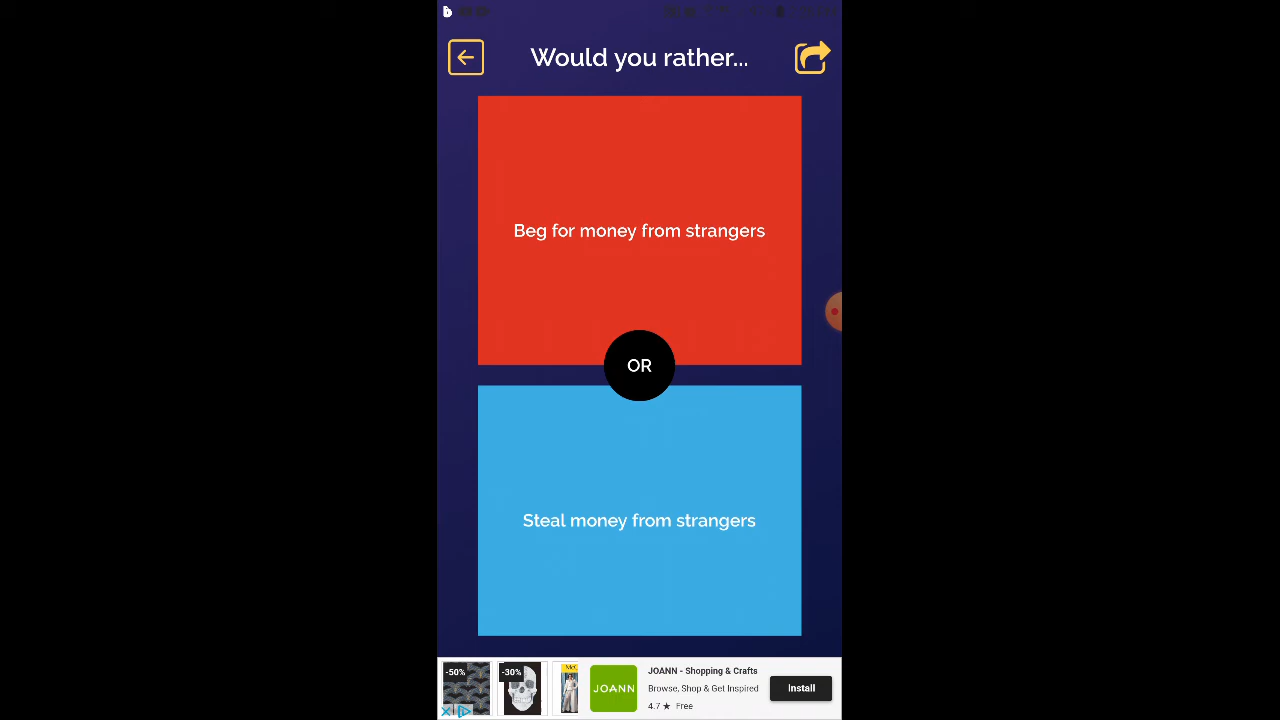 Would you rather...
Beg for money from strangers
OR
Steal money from strangers
-50%
-30%
JOANN
JOANN - Shopping & Crafts
Browse, Shop & Get Inspired
4.7 ★ Free
Install